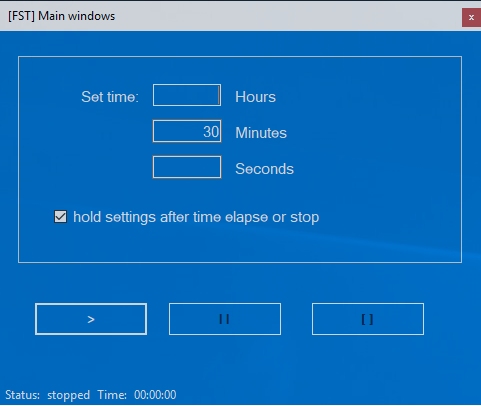 [FST] Main windows
x
Set time: Hours
30 Minutes
Seconds
hold settings after time elapse or stop
> II []
Status: stopped Time: 00:00:00